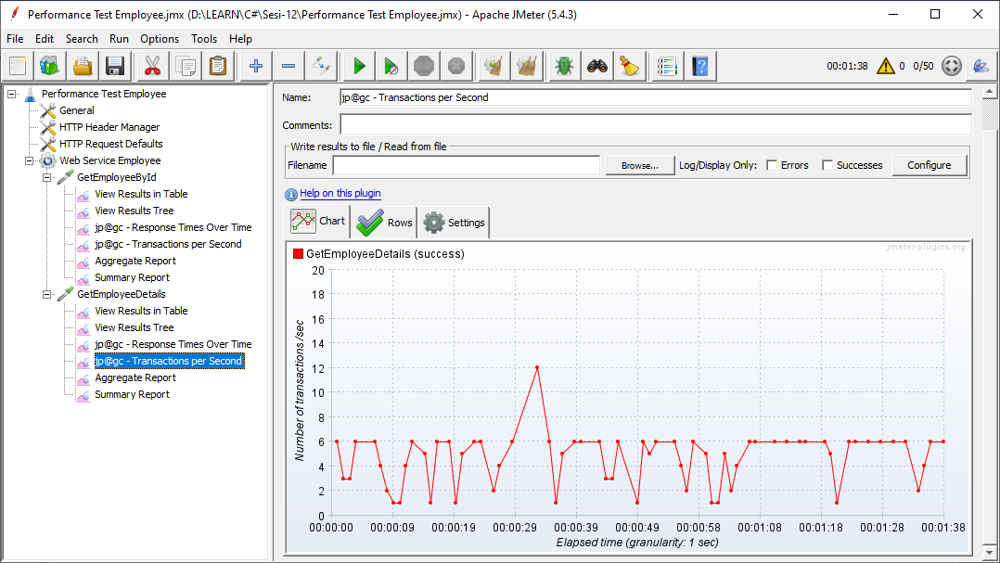 Performance Test Employee.jmx (D:\LEARN\C#\Sesi-12\Performance Test Employee.jmx) - Apache JMeter (5.4.3)
File Edit Search Run Options Tools Help
STOP
00:01:38 0 0/50
Performance Test Employee
General
HTTP Header Manager
HTTP Request Defaults
Web Service Employee
GetEmployeeById
View Results in Table
View Results Tree
jp@gc - Response Times Over Time
jp@gc - Transactions per Second
Aggregate Report
Summary Report
GetEmployeeDetails
View Results in Table
View Results Tree
jp@gc - Response Times Over Time
jp@gc - Transactions per Second
Aggregate Report
Summary Report
Name: jp@gc - Transactions per Second
Comments:
Write results to file / Read from file
Filename Browse... Log/Display Only: Errors Successes Configure
Help on this plugin
Chart Rows Settings
jmeter-plugins.org
GetEmployeeDetails (success)
20
18
16
14
12
10
8
6
4
2
0
Number of transactions /sec
00:00:00 00:00:09 00:00:19 00:00:29 00:00:39 00:00:49 00:00:58 00:01:08 00:01:18 00:01:28 00:01:38
Elapsed time (granularity: 1 sec)